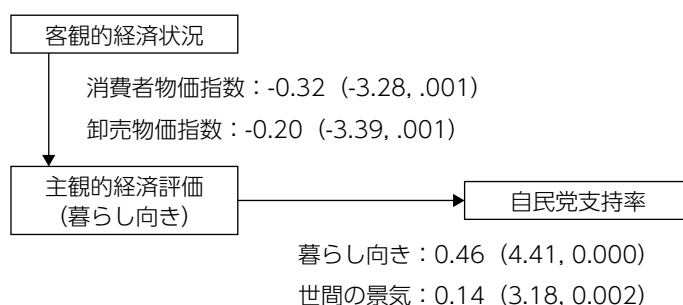 客観的経済状況
消費者物価指数：-0.32（-3.28, .001）
卸売物価指数：-0.20（-3.39, .001）
主観的経済評価
（暮らし向き）
自民党支持率
暮らし向き：0.46（4.41, 0.000）
世間の景気：0.14（3.18, 0.002）